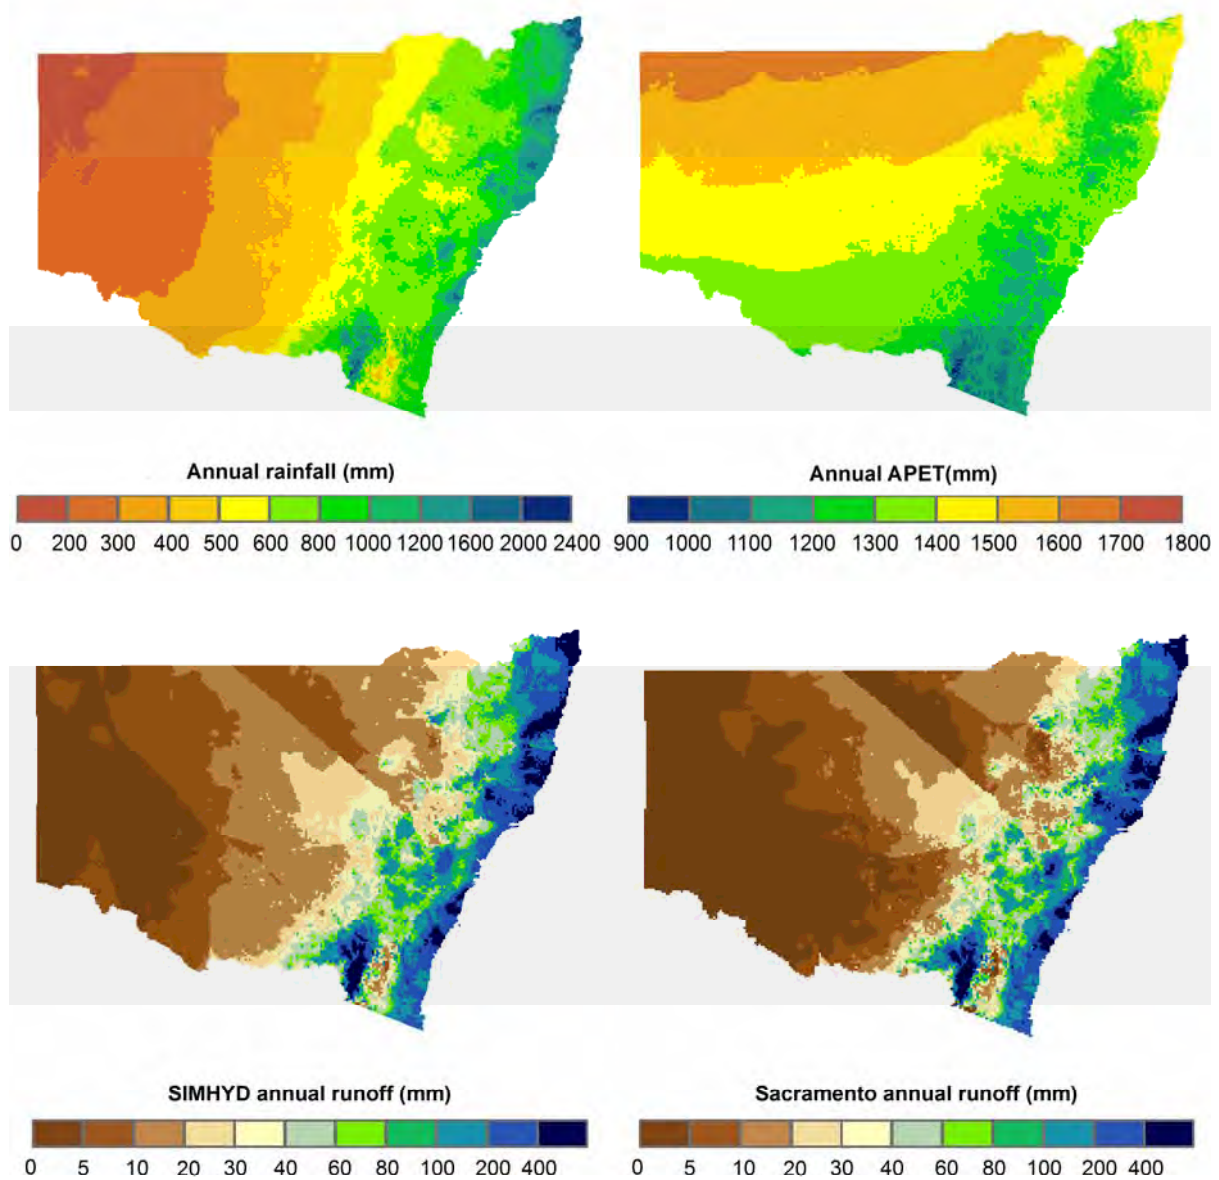 Annual rainfall (mm)
0 200 300 400 500 600 800 1000 1200 1600 2000 2400
Annual APET(mm)
900 1000 1100 1200 1300 1400 1500 1600 1700 1800
SIMHYD annual runoff (mm)
0 5 10 20 30 40 60 80 100 200 400
Sacramento annual runoff (mm)
0 5 10 20 30 40 60 80 100 200 400